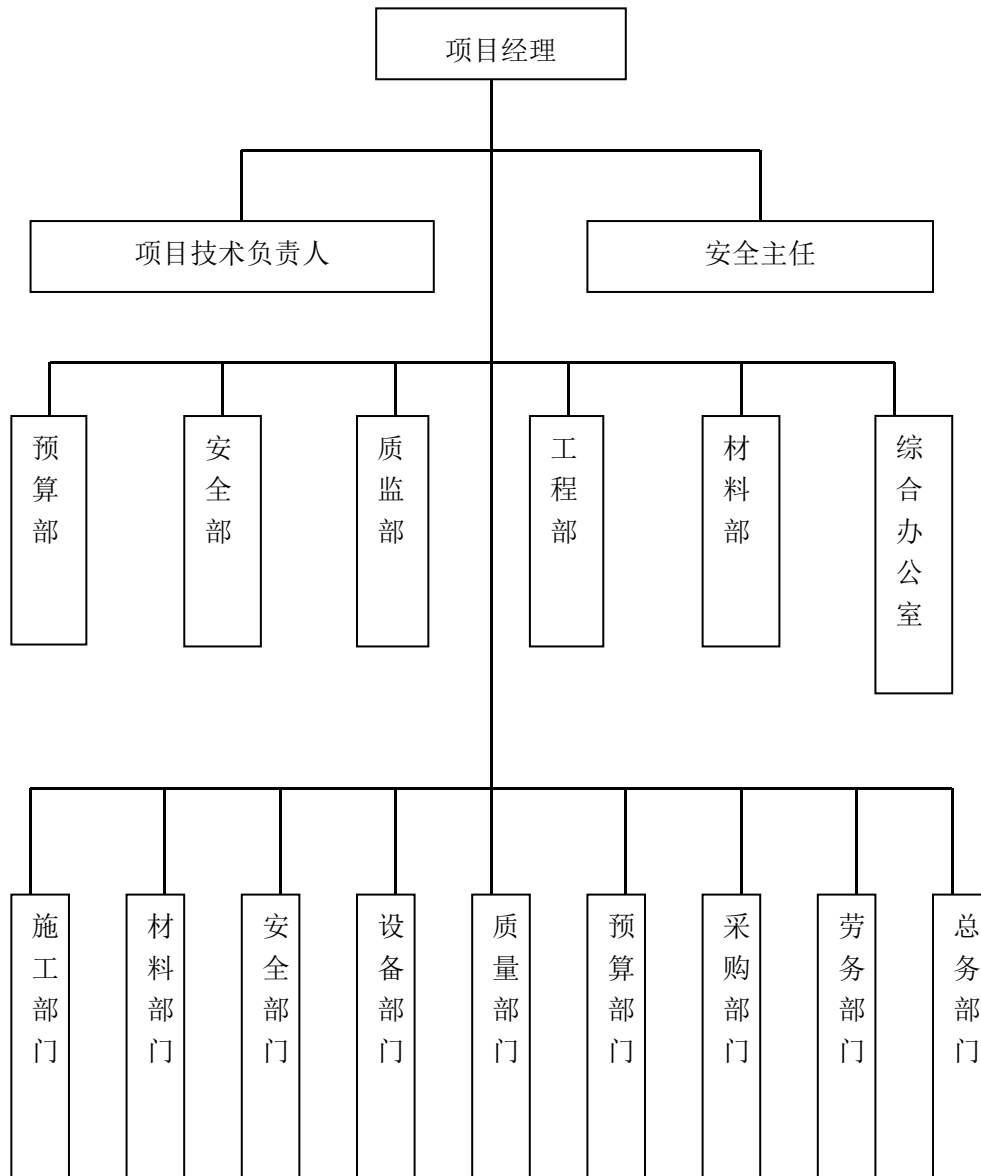 项目经理
项目技术负责人
安全主任
预算部
安全部
质监部
工程部
材料部
综合办公室
施工部门
材料部门
安全部门
设备部门
质量部门
预算部门
采购部门
劳务部门
总务部门